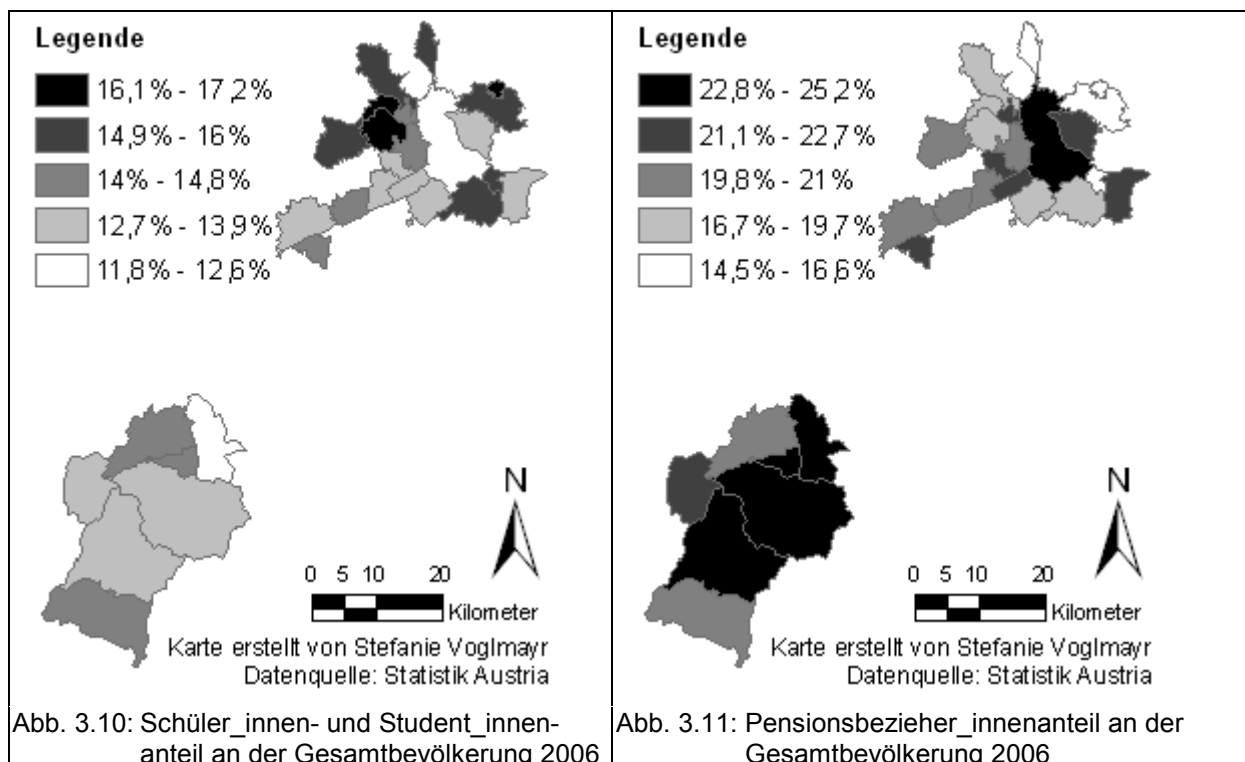 Legende
16,1% - 17,2%
14,9% - 16%
14% - 14,8%
12,7% - 13,9%
11,8% - 12,6%
N
0 5 10 20
Kilometer
Karte erstellt von Stefanie Voglmayr
Datenquelle: Statistik Austria
Abb. 3.10: Schüler_innen- und Student_innen-
anteil an der Gesamtbevölkerung 2006
Legende
22,8% - 25,2%
21,1% - 22,7%
19,8% - 21%
16,7% - 19,7%
14,5% - 16,6%
N
0 5 10 20
Kilometer
Karte erstellt von Stefanie Voglmayr
Datenquelle: Statistik Austria
Abb. 3.11: Pensionsbezieher_innenanteil an der
Gesamtbevölkerung 2006